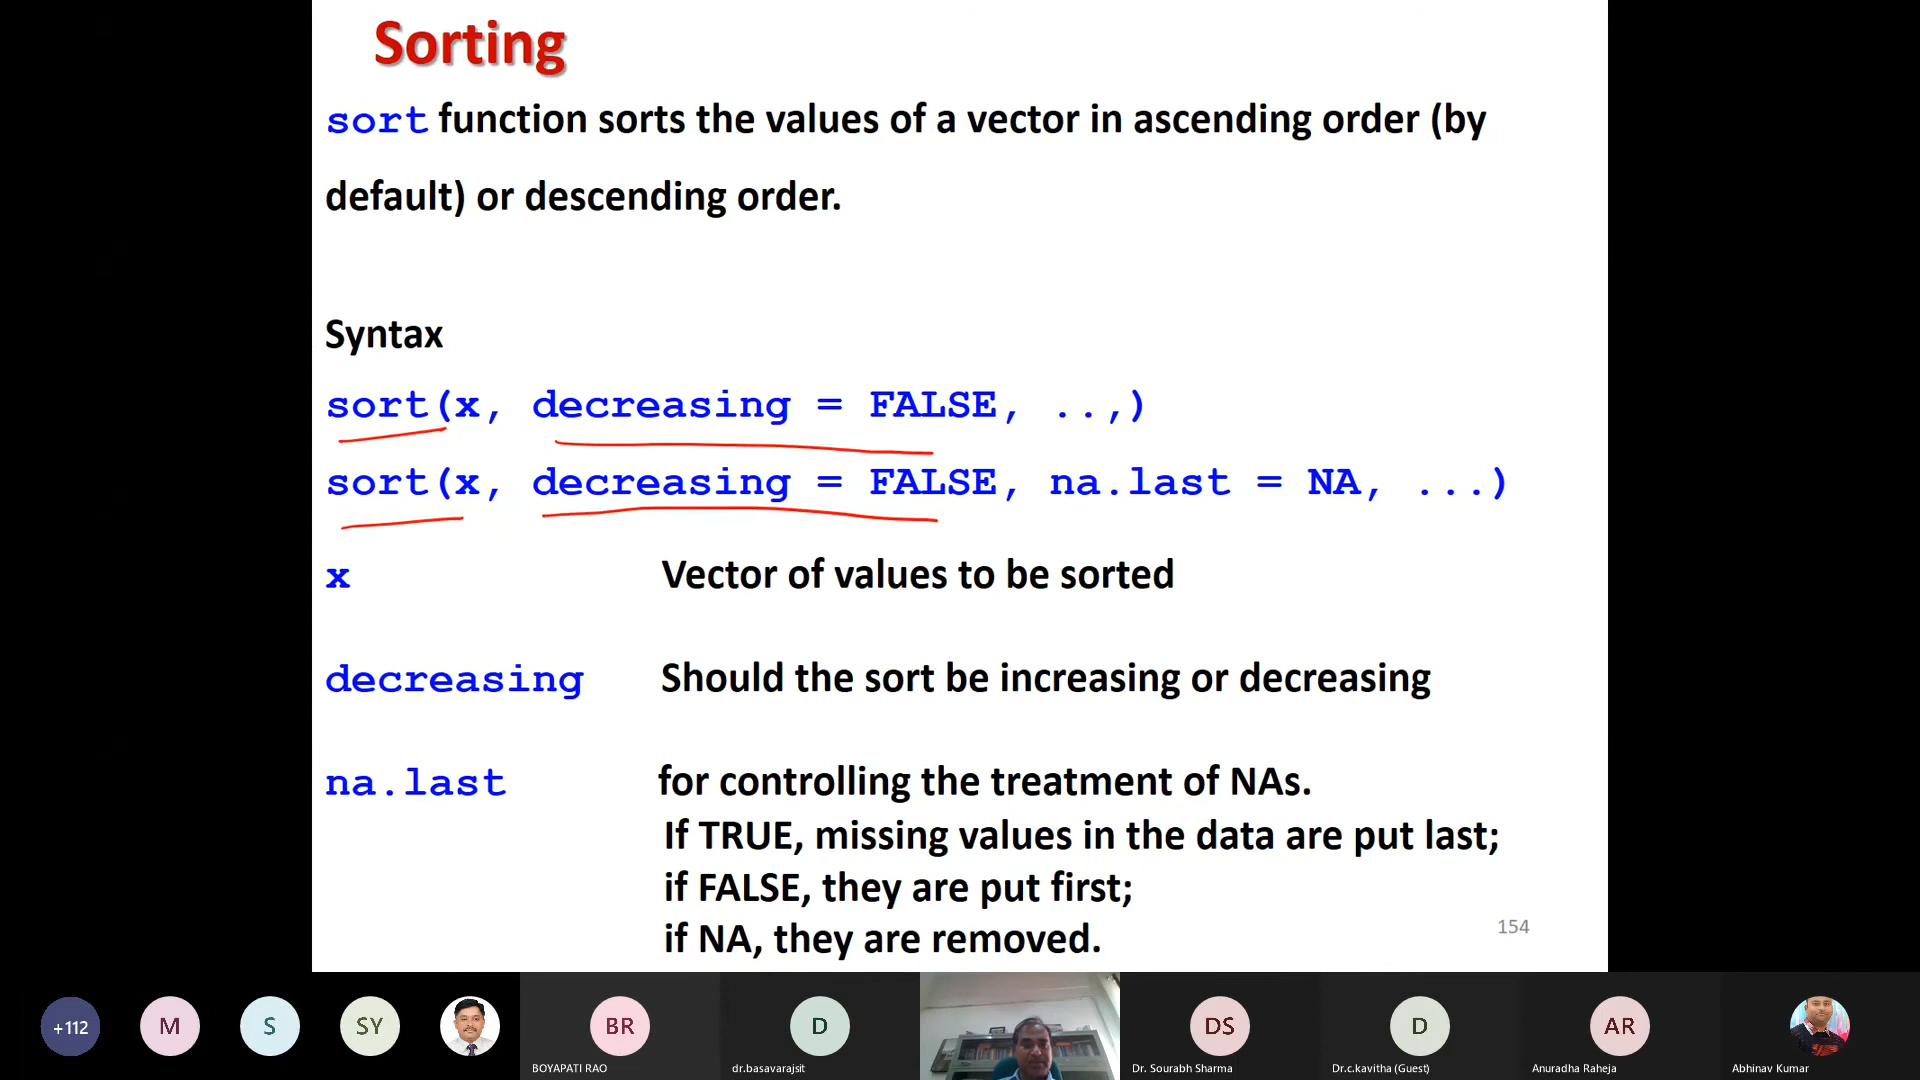 Sorting
sort function sorts the values of a vector in ascending order (by
default) or descending order.
Syntax
sort(x, decreasing = FALSE, ..,)
sort(x, decreasing = FALSE, na.last = NA, ...)
x Vector of values to be sorted
decreasing Should the sort be increasing or decreasing
na.last for controlling the treatment of NAs.
If TRUE, missing values in the data are put last;
if FALSE, they are put first;
if NA, they are removed.
154
+112 M S SY BR D DS D AR
BOYAPATI RAO dr.basavarajsit Dr. Sourabh Sharma Dr.c.kavitha (Guest) Anuradha Raheja Abhinav Kumar